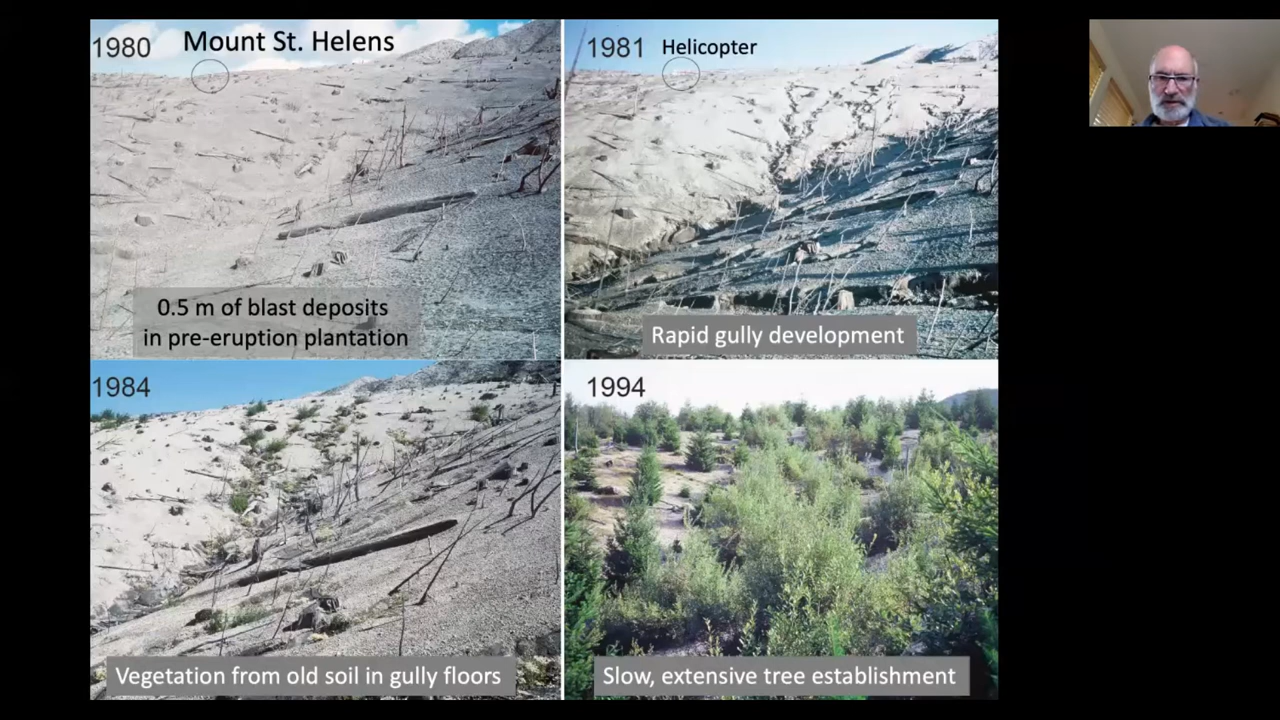 1980 Mount St. Helens
0.5 m of blast deposits
in pre-eruption plantation
1981 Helicopter
Rapid gully development
1984
Vegetation from old soil in gully floors
1994
Slow, extensive tree establishment